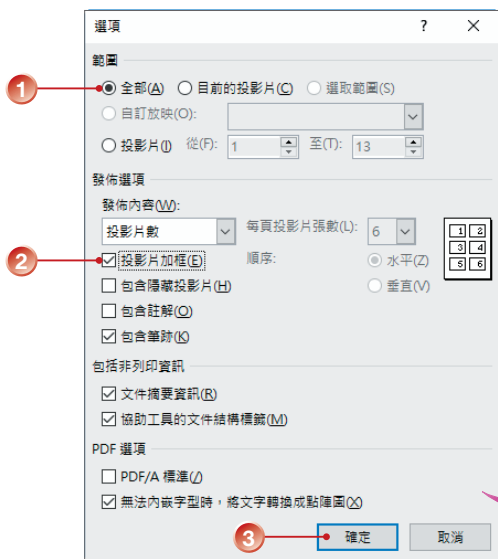 選項 ? ×
範圍
1 全部(A) 目前的投影片(C) 選取範圍(S)
自訂放映(O):
投影片(I) 從(F): 1 至(T): 13
發佈選項
發佈內容(W):
投影片數 每頁投影片張數(L): 6
2 投影片加框(E) 順序: 水平(Z)
包含隱藏投影片(H) 垂直(V)
1 2
3 4
5 6
包含註解(O)
包含筆跡(K)
包括非列印資訊
文件摘要資訊(R)
協助工具的文件結構標籤(M)
PDF 選項
PDF/A 標準(/)
無法內嵌字型時，將文字轉換成點陣圖(X)
3 確定 取消